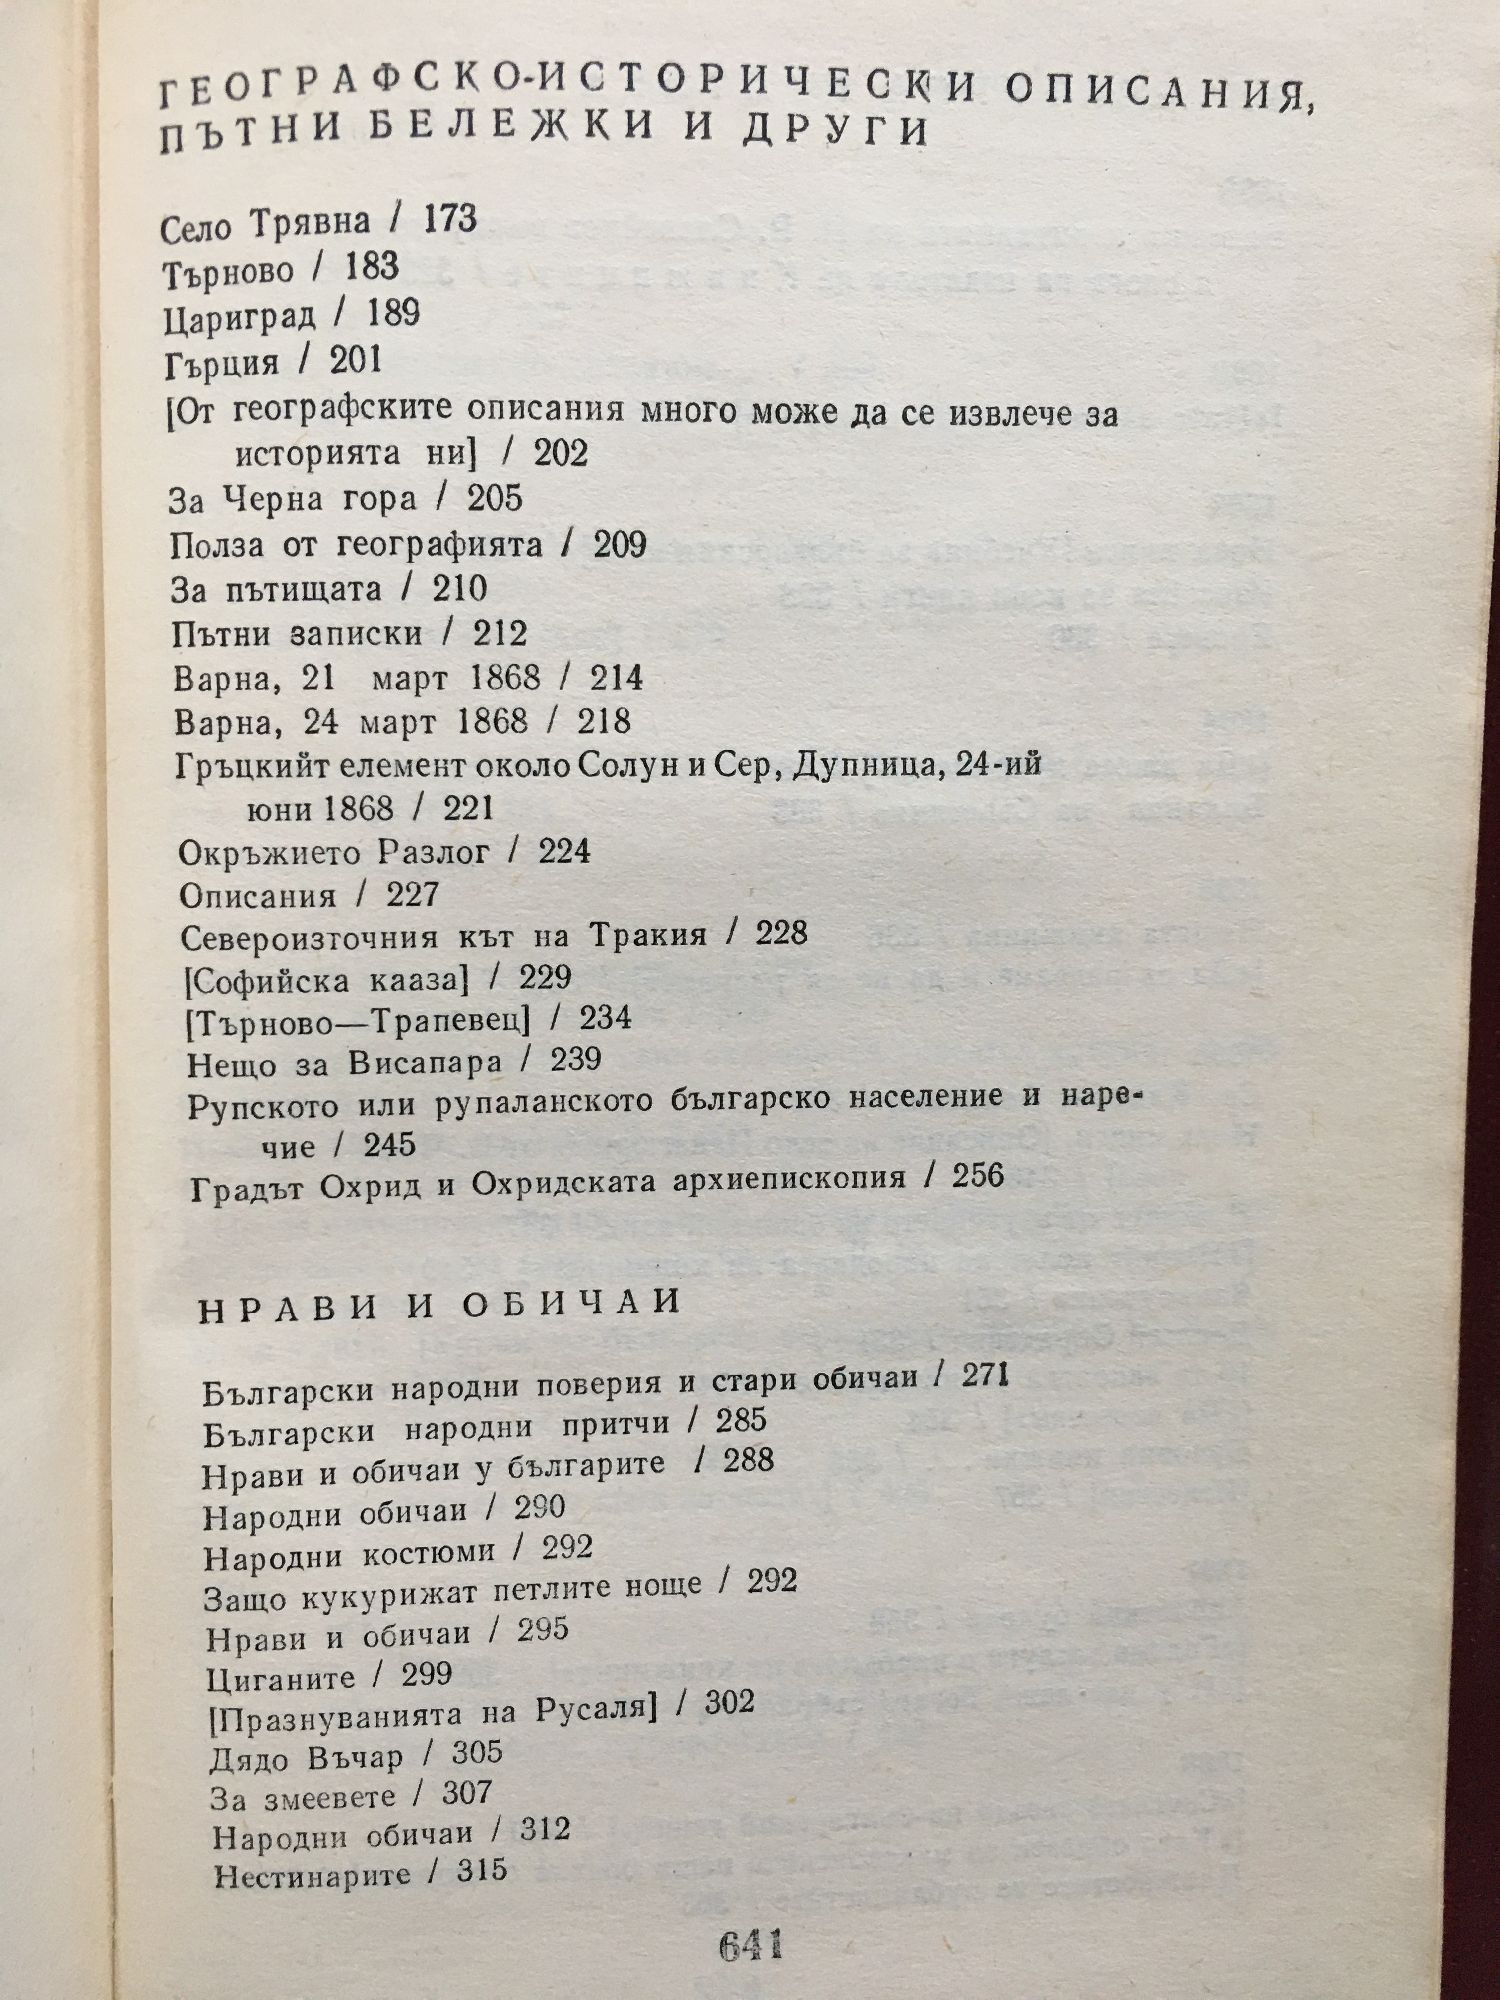 ГЕОГРАФСКО-ИСТОРИЧЕСКИ ОПИСАНИЯ,
ПЪТНИ БЕЛЕЖКИ И ДРУГИ
Село Трявна / 173
Търново / 183
Цариград / 189
Гърция / 201
[От географските описания много може да се извлече за
историята ни] / 202
За Черна гора / 205
Полза от географията / 209
За пътищата / 210
Пътни записки / 212
Варна, 21 март 1868 / 214
Варна, 24 март 1868 / 218
Гръцкийт елемент около Солун и Сер, Дупница, 24-ий
юни 1868 / 221
Окръжието Разлог / 224
Описания / 227
Североизточния кът на Тракия / 228
[Софийска кааза] / 229
[Търново—Трапевец] / 234
Нещо за Висапара / 239
Рупското или рупаланското българско население и наре-
чие / 245
Градът Охрид и Охридската архиепископия / 256
НРАВИ И ОБИЧАИ
Български народни поверия и стари обичаи / 271
Български народни притчи / 285
Нрави и обичаи у българите / 288
Народни обичаи / 290
Народни костюми / 292
Защо кукурижат петлите ноще / 292
Нрави и обичаи / 295
Циганите / 299
[Празнуванията на Русаля] / 302
Дядо Въчар / 305
За змеевете / 307
Народни обичаи / 312
Нестинарите / 315
641